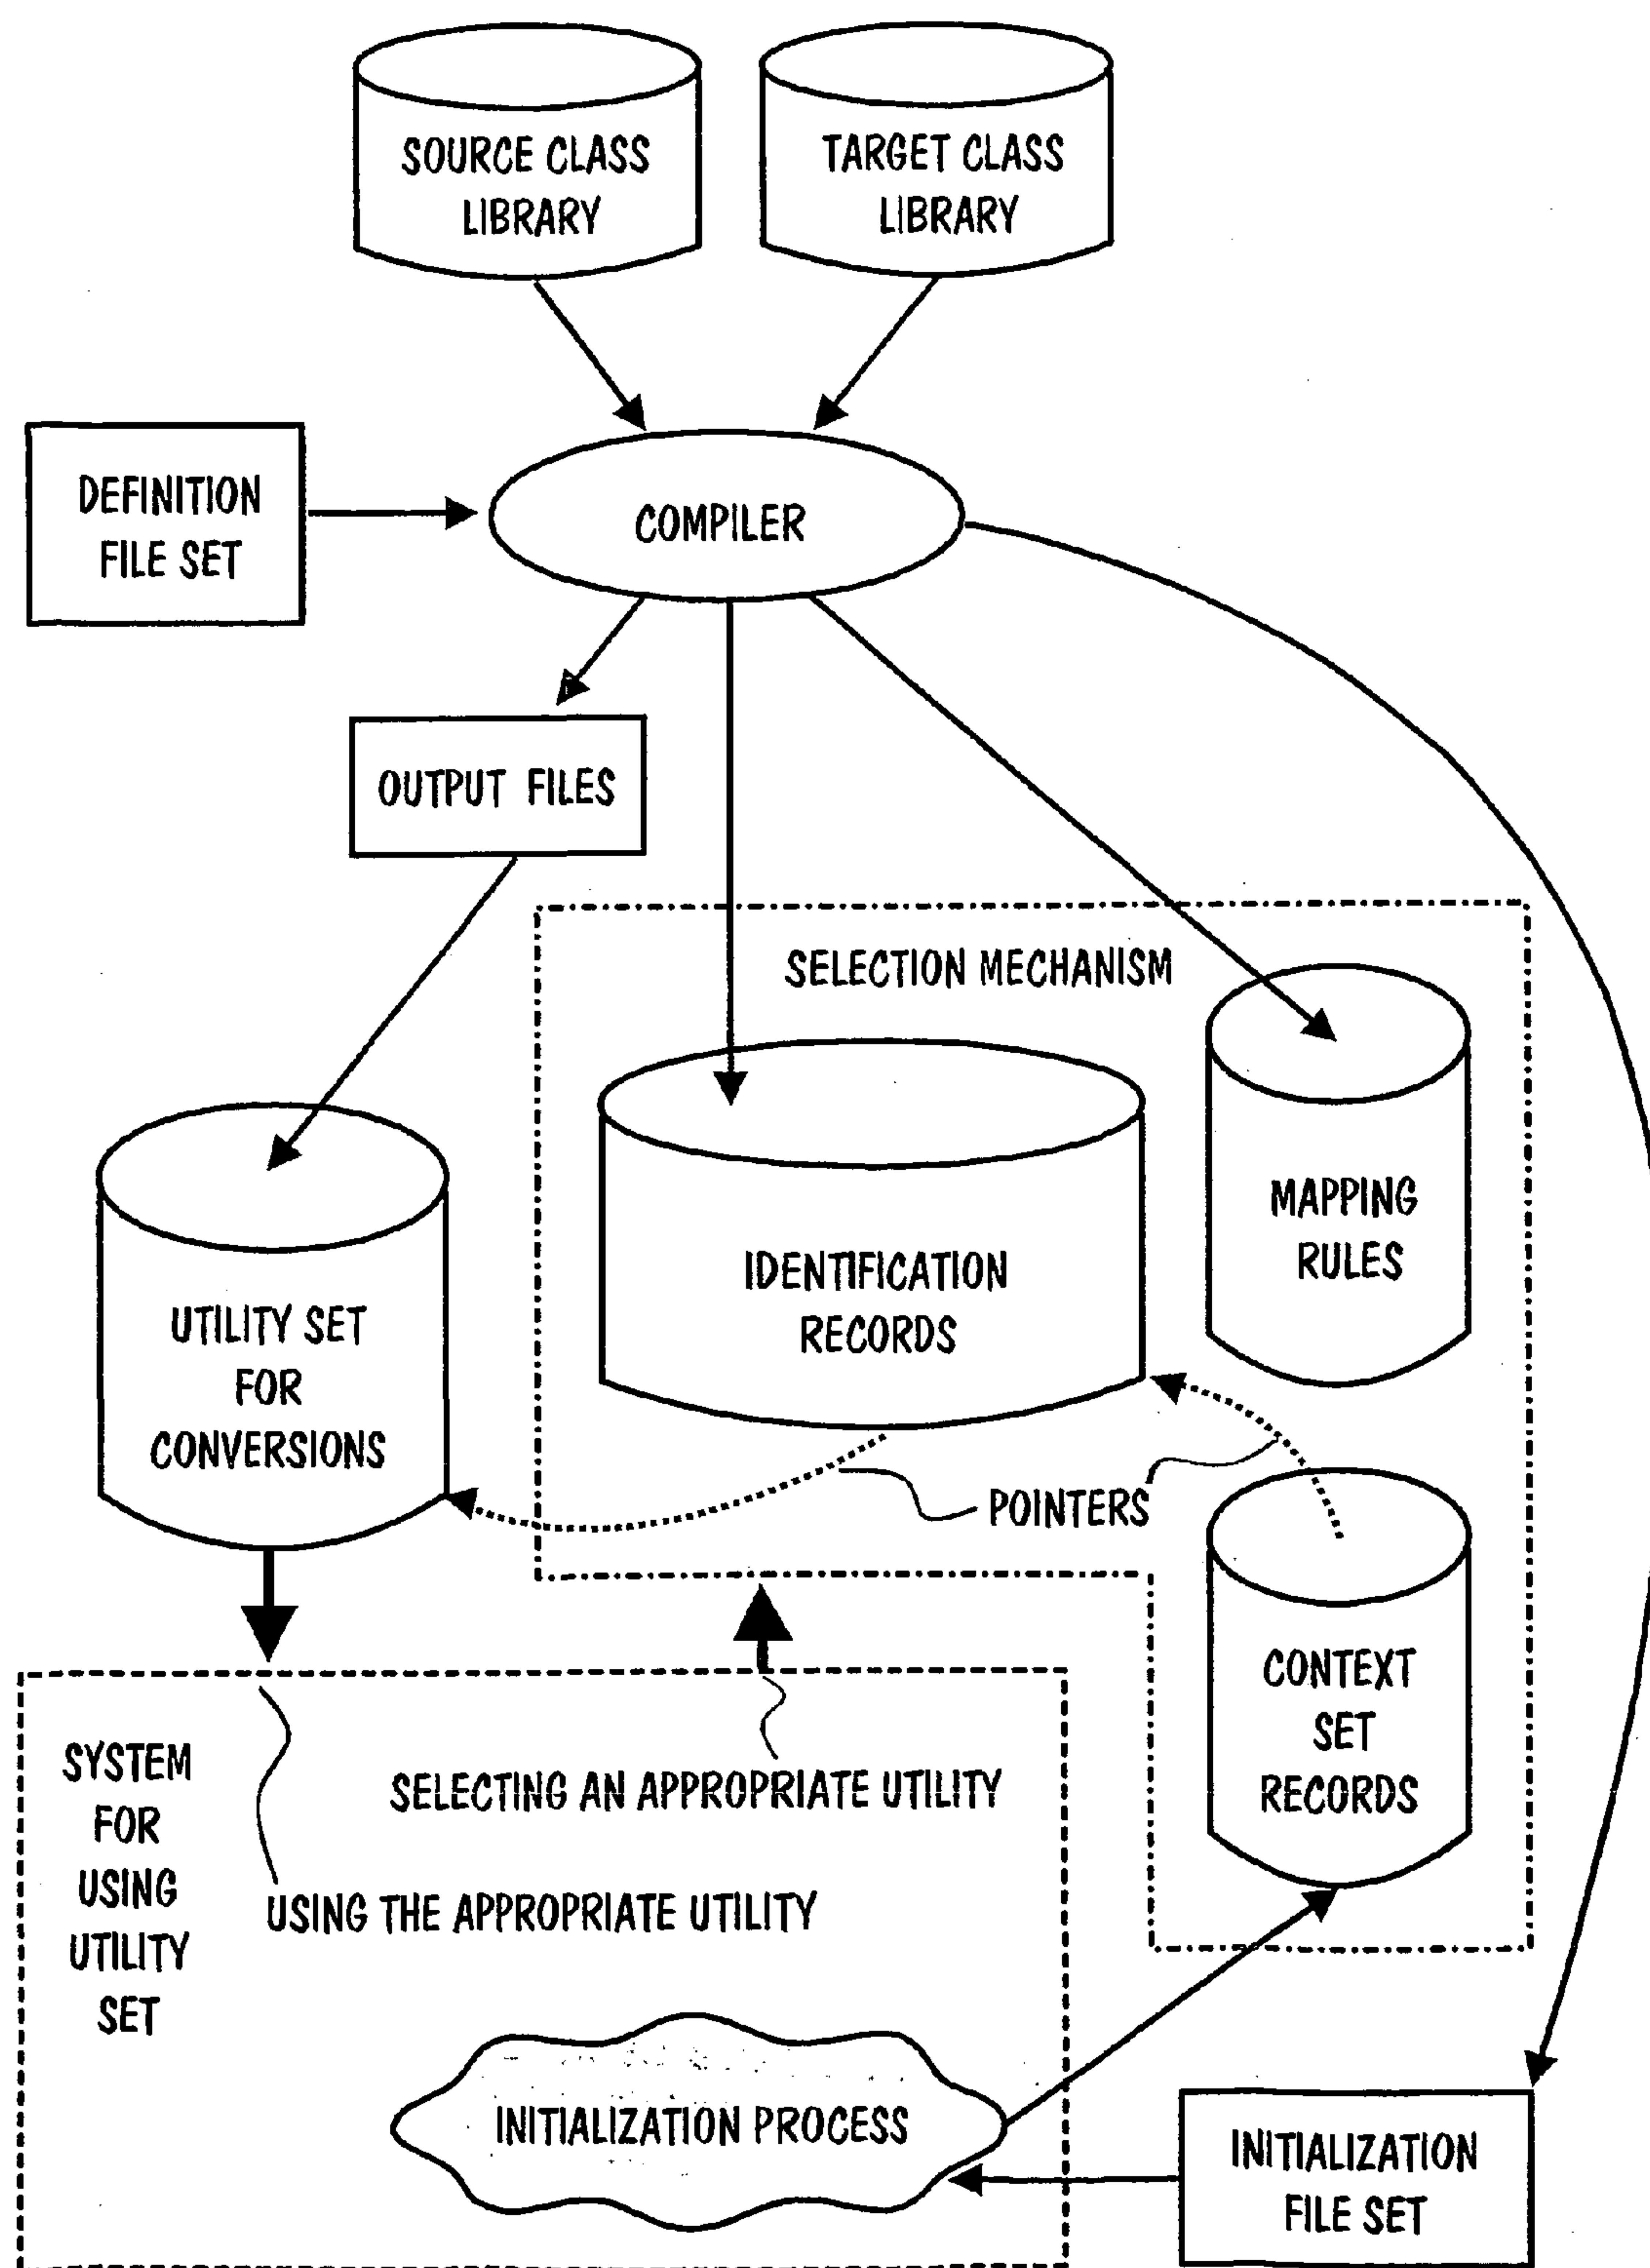 SOURCE CLASS
LIBRARY
TARGET CLASS
LIBRARY
DEFINITION
FILE SET
COMPILER
OUTPUT FILES
SELECTION MECHANISM
MAPPING
RULES
IDENTIFICATION
RECORDS
UTILITY SET
FOR
CONVERSIONS
POINTERS
CONTEXT
SET
RECORDS
SYSTEM
FOR
USING
UTILITY
SET
SELECTING AN APPROPRIATE UTILITY
USING THE APPROPRIATE UTILITY
INITIALIZATION PROCESS
INITIALIZATION
FILE SET